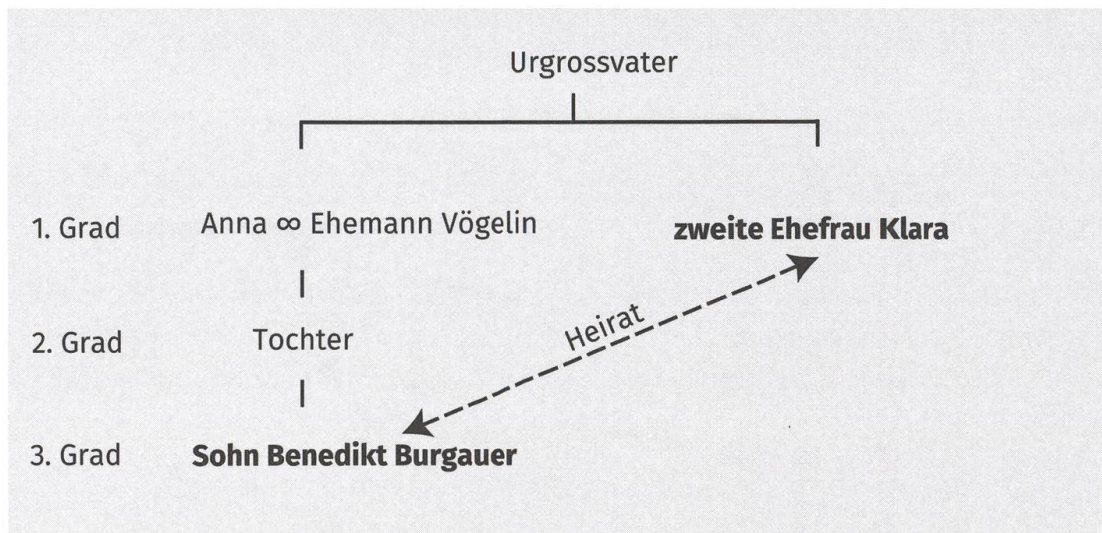 Urgrossvater
1. Grad Anna ∞ Ehemann Vögelin zweite Ehefrau Klara
Heirat
2. Grad Tochter
3. Grad Sohn Benedikt Burgauer